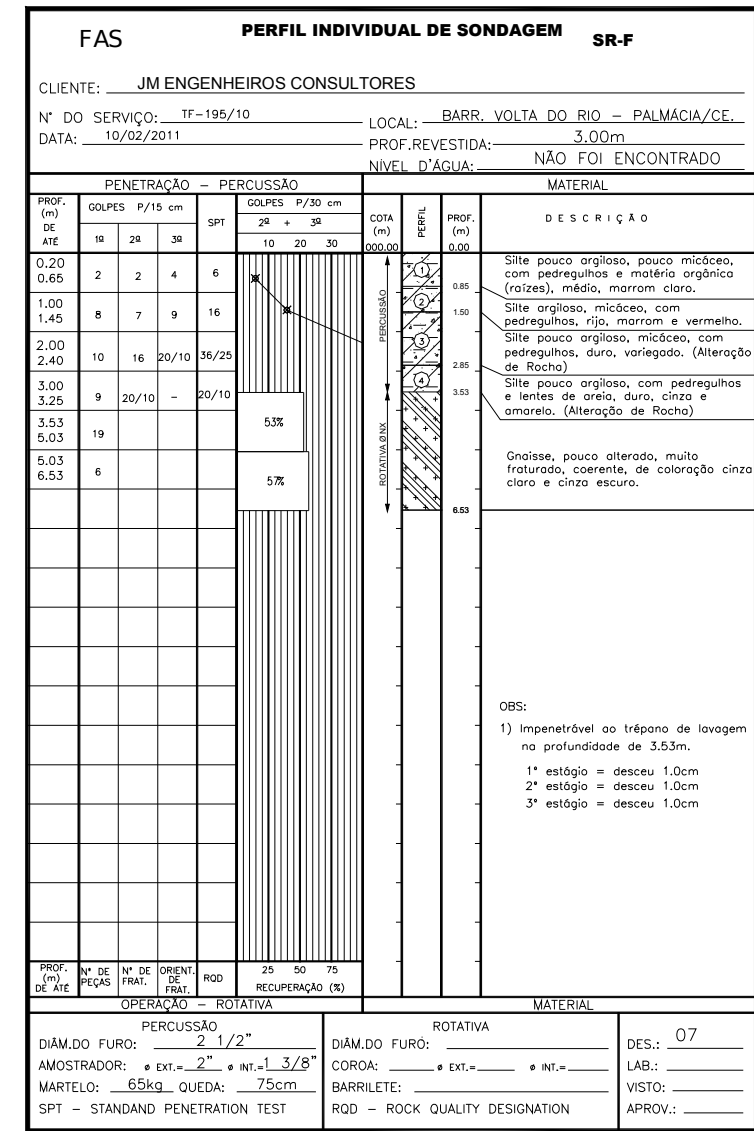 FAS
PERFIL INDIVIDUAL DE SONDAGEM
SR-F
CLIENTE: JM ENGENHEIROS CONSULTORES
N° DO SERVIÇO: TF-195/10
DATA: 10/02/2011
LOCAL: BARR. VOLTA DO RIO – PALMÁCIA/CE.
PROF.REVESTIDA: 3.00m
NÍVEL D'ÁGUA: NÃO FOI ENCONTRADO
PENETRAÇÃO – PERCUSSÃO
MATERIAL
PROF. (m) DE ATÉ
GOLPES P/15 cm
1º 2º 3º
SPT
GOLPES P/30 cm
2º + 3º
10 20 30
COTA (m) 000.00
PERFIL
PROF. (m) 0.00
DESCRIÇÃO
0.20 0.65 2 2 4 6
1.00 1.45 8 7 9 16
2.00 2.40 10 16 20/10 36/25
3.00 3.25 9 20/10 – 20/10
3.53 5.03 19
5.03 6.53 6
53%
57%
PERCUSSÃO
ROTATIVA Ø NX
1
2
3
4
0.85
1.50
2.85
3.53
6.53
Silte pouco argiloso, pouco micáceo,
com pedregulhos e matéria orgânica
(raízes), médio, marrom claro.
Silte argiloso, micáceo, com
pedregulhos, rijo, marrom e vermelho.
Silte pouco argiloso, micáceo, com
pedregulhos, duro, variegado. (Alteração
de Rocha)
Silte pouco argiloso, com pedregulhos
e lentes de areia, duro, cinza e
amarelo. (Alteração de Rocha)
Gnaisse, pouco alterado, muito
fraturado, coerente, de coloração cinza
claro e cinza escuro.
OBS:
1) Impenetrável ao trépano de lavagem
na profundidade de 3.53m.
1° estágio = desceu 1.0cm
2° estágio = desceu 1.0cm
3° estágio = desceu 1.0cm
PROF. (m) DE ATÉ
N° DE PEÇAS
N° DE FRAT.
ORIENT. DE FRAT.
RQD
25 50 75
RECUPERAÇÃO (%)
OPERAÇÃO – ROTATIVA
MATERIAL
PERCUSSÃO
DIÂM.DO FURO: 2 1/2"
AMOSTRADOR: ø EXT.= 2" ø INT.= 1 3/8"
MARTELO: 65kg QUEDA: 75cm
SPT – STANDAND PENETRATION TEST
ROTATIVA
DIÂM.DO FURO:
COROA: ø EXT.= ø INT.=
BARRILETE:
RQD – ROCK QUALITY DESIGNATION
DES.: 07
LAB.:
VISTO:
APROV.: